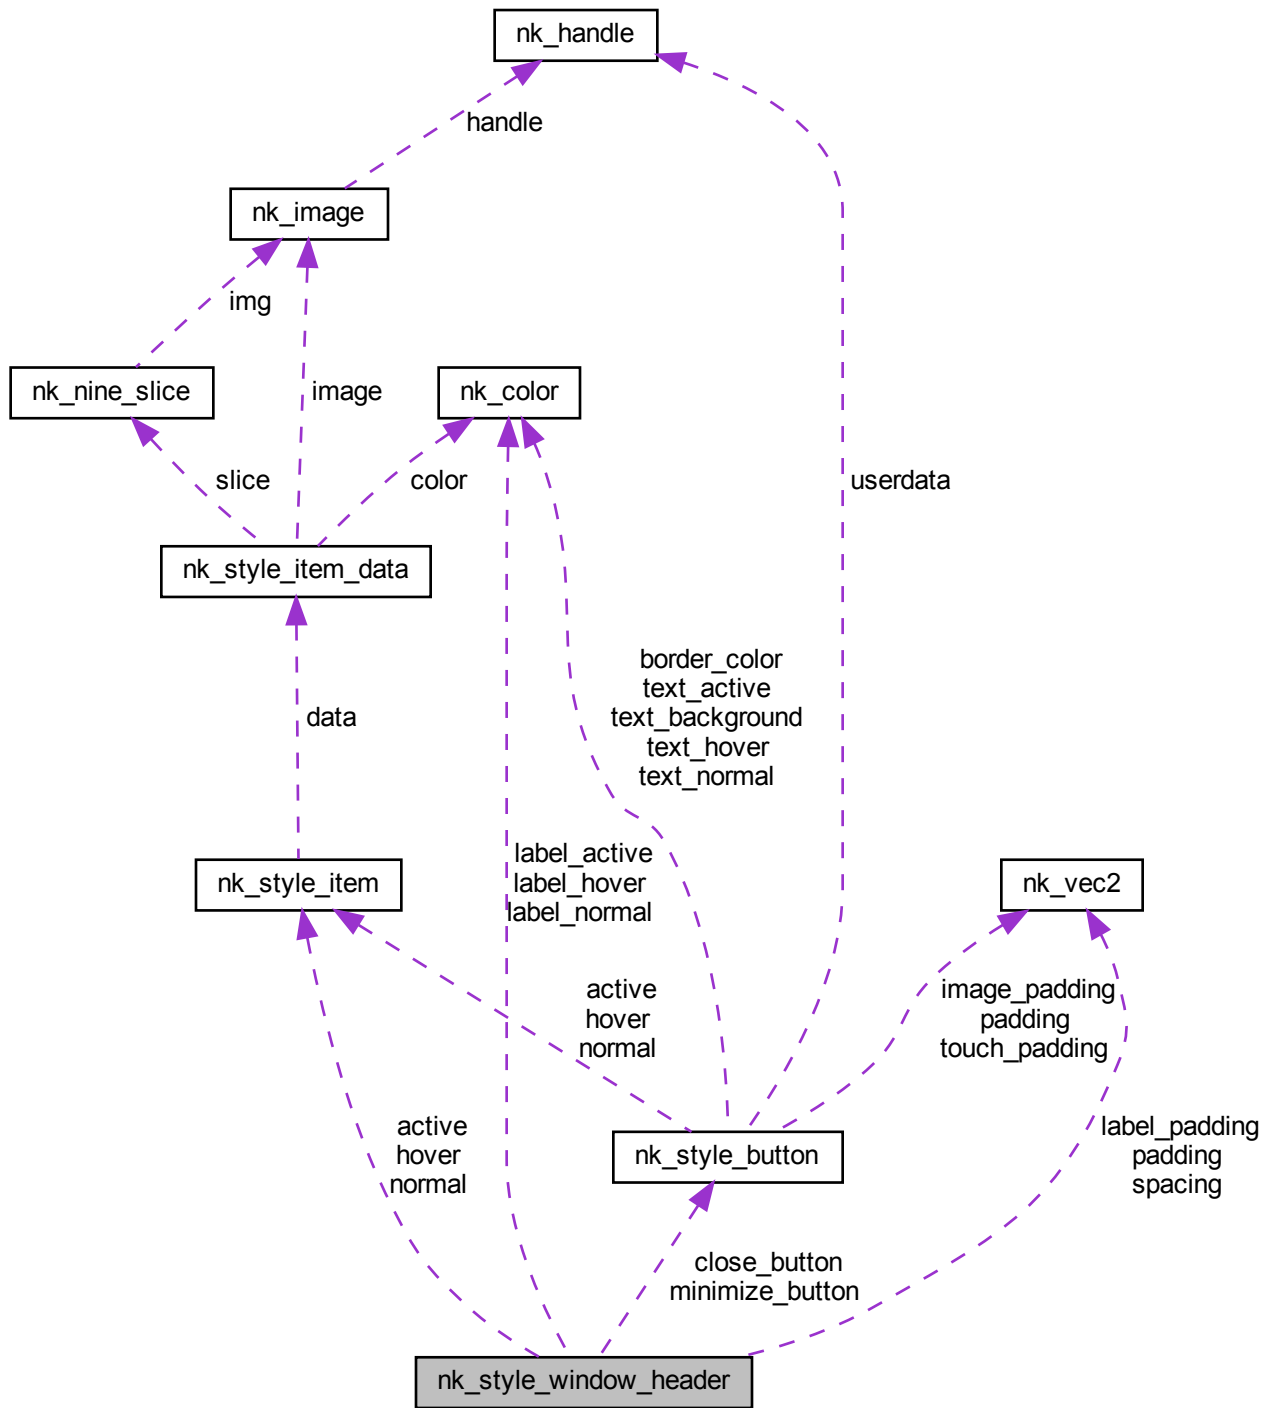 nk_handle
handle
nk_image
img
nk_nine_slice
image
nk_color
slice
color
userdata
nk_style_item_data
border_color
text_active
text_background
text_hover
text_normal
data
label_active
label_hover
label_normal
nk_style_item
nk_vec2
active
hover
normal
image_padding
padding
touch_padding
active
hover
normal
nk_style_button
label_padding
padding
spacing
close_button
minimize_button
nk_style_window_header